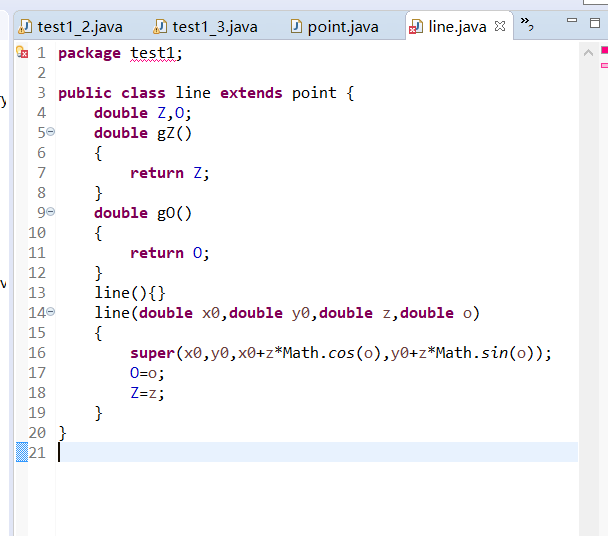 test1_2.java test1_3.java point.java line.java »2
1 package test1;
2
3 public class line extends point {
4     double Z,O;
5     double gZ()
6     {
7         return Z;
8     }
9     double gO()
10     {
11         return O;
12     }
13     line(){}
14     line(double x0,double y0,double z,double o)
15     {
16         super(x0,y0,x0+z*Math.cos(o),y0+z*Math.sin(o));
17         O=o;
18         Z=z;
19     }
20 }
21